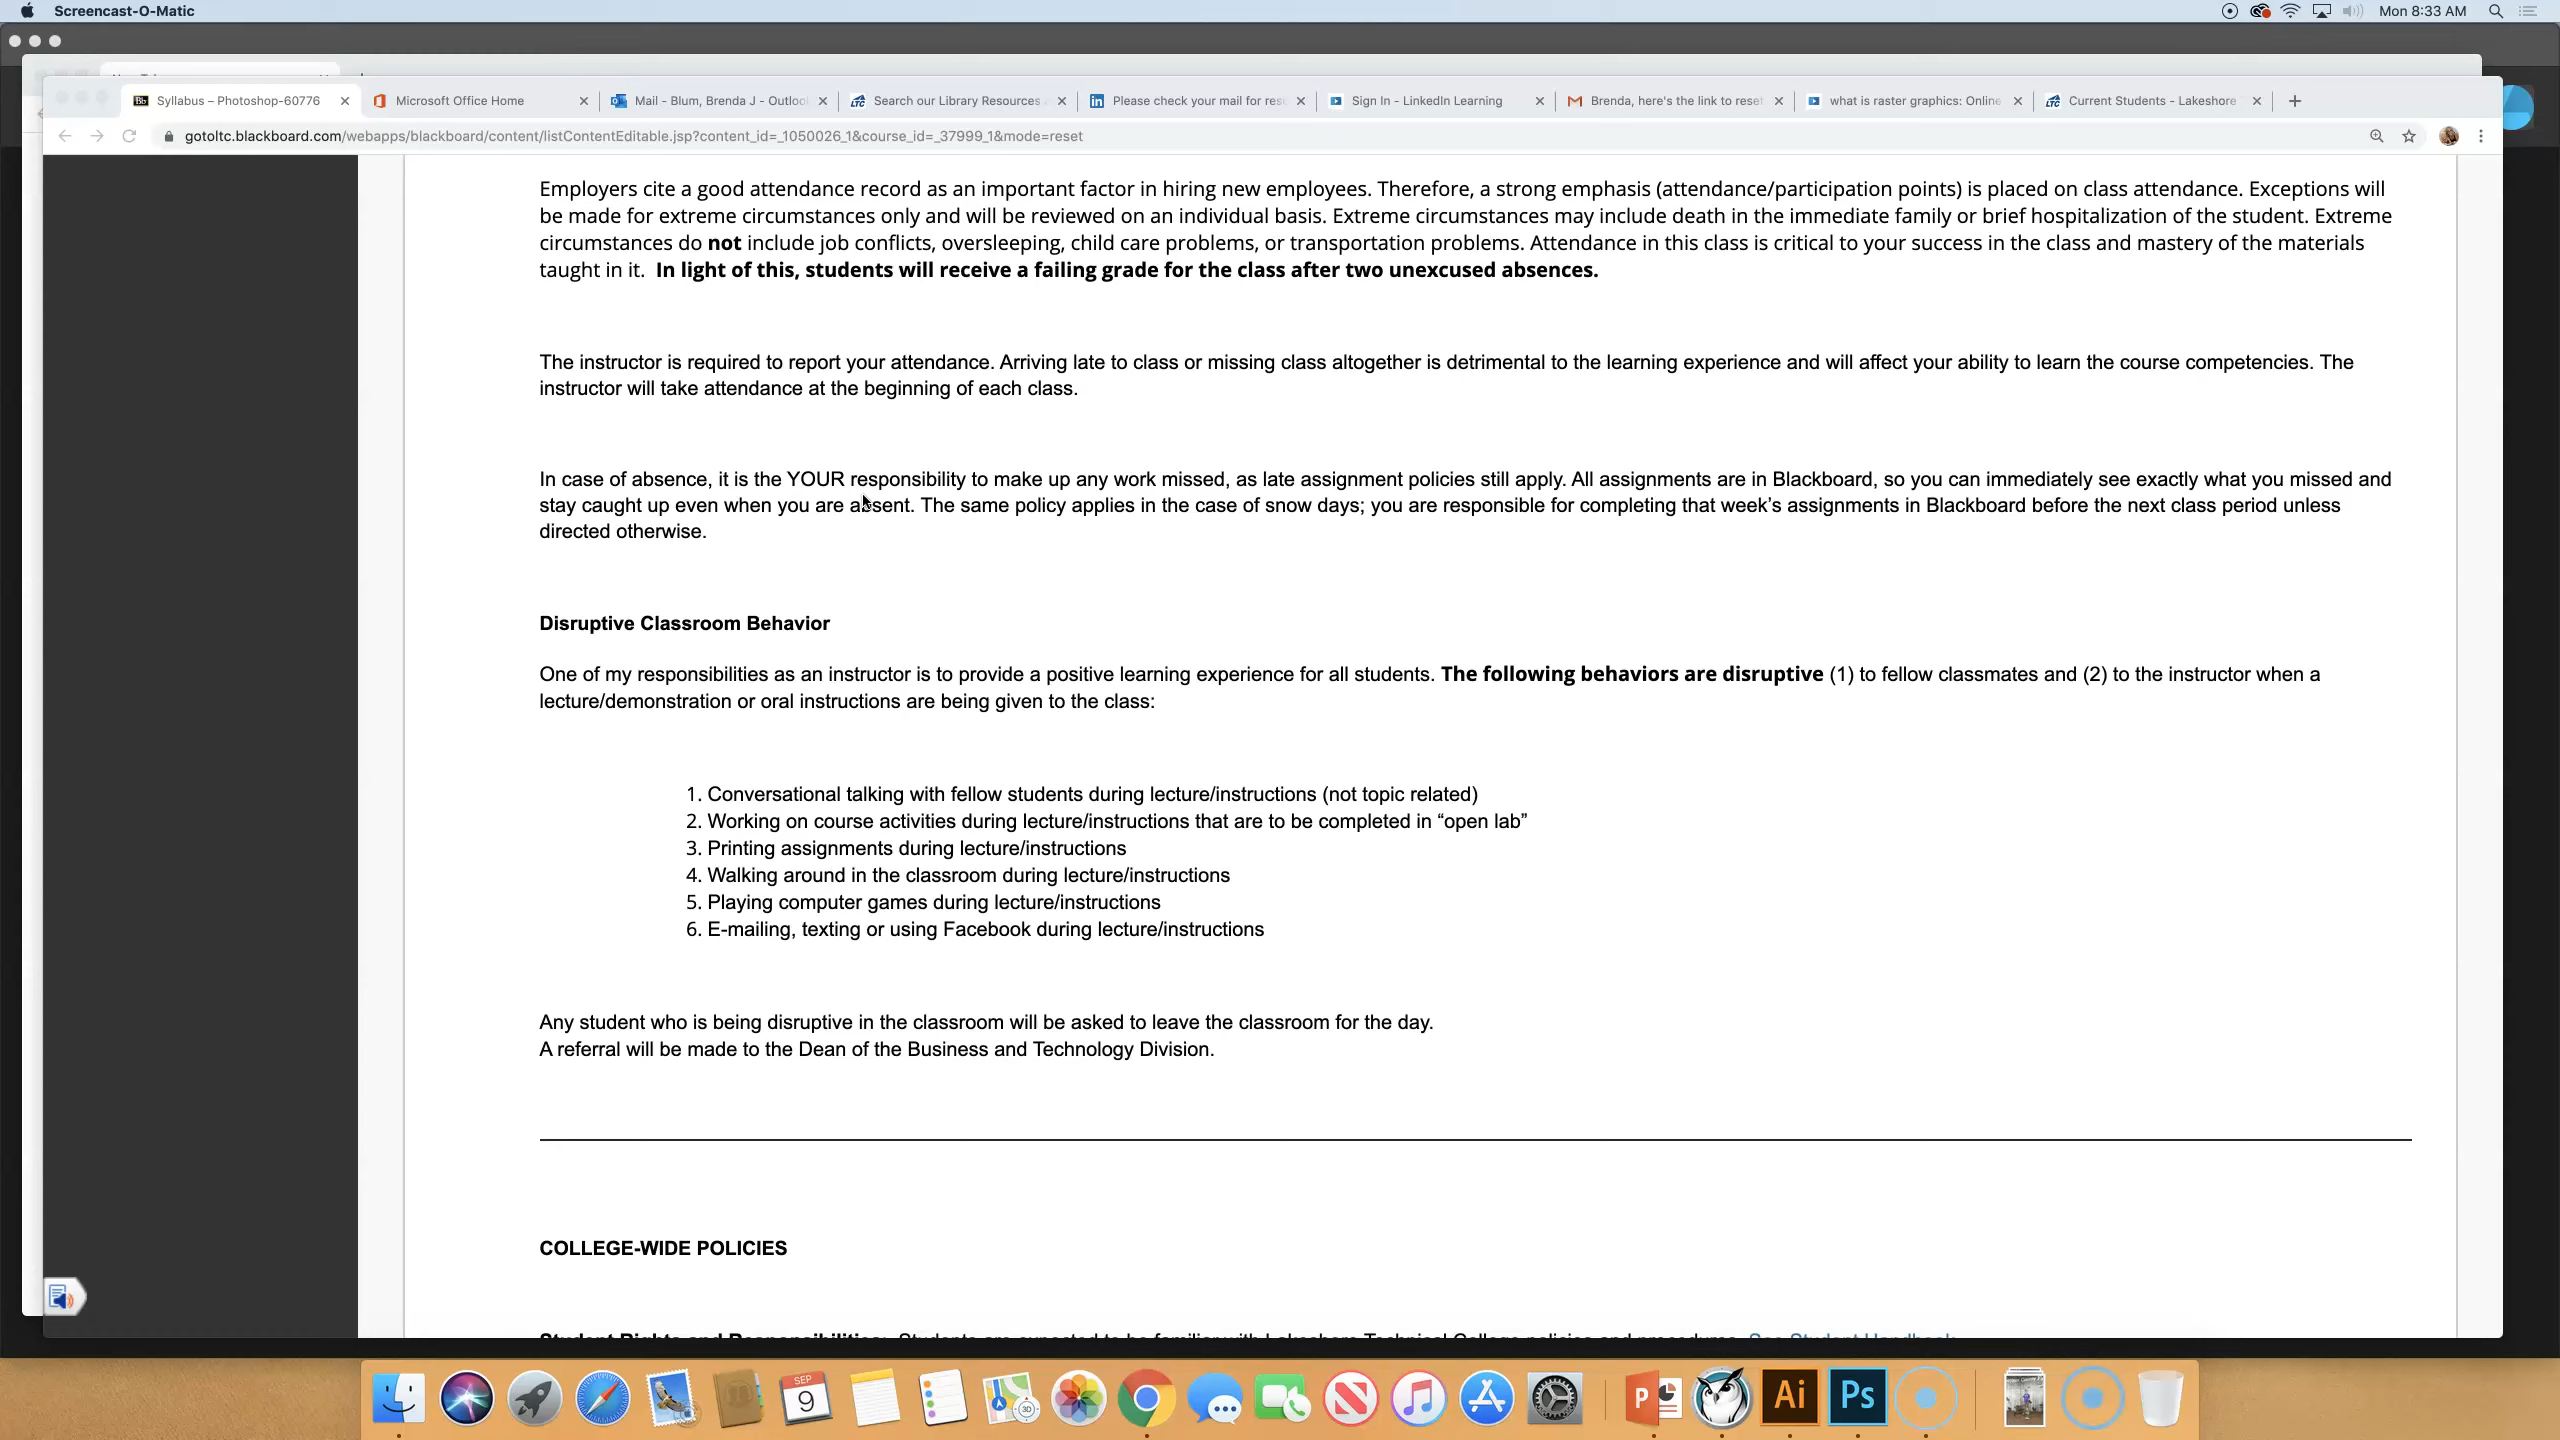 Screencast-O-Matic
Mon 8:33 AM
Syllabus – Photoshop-60776
Microsoft Office Home
Mail - Blum, Brenda J - Outloo
Search our Library Resources
Please check your mail for res
Sign In - LinkedIn Learning
Brenda, here's the link to reset
what is raster graphics: Online
Current Students - Lakeshore
gotoltc.blackboard.com/webapps/blackboard/content/listContentEditable.jsp?content_id=_1050026_1&course_id=_37999_1&mode=reset
Employers cite a good attendance record as an important factor in hiring new employees. Therefore, a strong emphasis (attendance/participation points) is placed on class attendance. Exceptions will
be made for extreme circumstances only and will be reviewed on an individual basis. Extreme circumstances may include death in the immediate family or brief hospitalization of the student. Extreme
circumstances do not include job conflicts, oversleeping, child care problems, or transportation problems. Attendance in this class is critical to your success in the class and mastery of the materials
taught in it. In light of this, students will receive a failing grade for the class after two unexcused absences.
The instructor is required to report your attendance. Arriving late to class or missing class altogether is detrimental to the learning experience and will affect your ability to learn the course competencies. The
instructor will take attendance at the beginning of each class.
In case of absence, it is the YOUR responsibility to make up any work missed, as late assignment policies still apply. All assignments are in Blackboard, so you can immediately see exactly what you missed and
stay caught up even when you are absent. The same policy applies in the case of snow days; you are responsible for completing that week’s assignments in Blackboard before the next class period unless
directed otherwise.
Disruptive Classroom Behavior
One of my responsibilities as an instructor is to provide a positive learning experience for all students. The following behaviors are disruptive (1) to fellow classmates and (2) to the instructor when a
lecture/demonstration or oral instructions are being given to the class:
1. Conversational talking with fellow students during lecture/instructions (not topic related)
2. Working on course activities during lecture/instructions that are to be completed in “open lab”
3. Printing assignments during lecture/instructions
4. Walking around in the classroom during lecture/instructions
5. Playing computer games during lecture/instructions
6. E-mailing, texting or using Facebook during lecture/instructions
Any student who is being disruptive in the classroom will be asked to leave the classroom for the day.
A referral will be made to the Dean of the Business and Technology Division.
COLLEGE-WIDE POLICIES
Student Rights and Responsibilities: Students are expected to be familiar with Lakeshore Technical College policies and procedures. See Student Handbook
SEP
9
3D
P
Ai
Ps